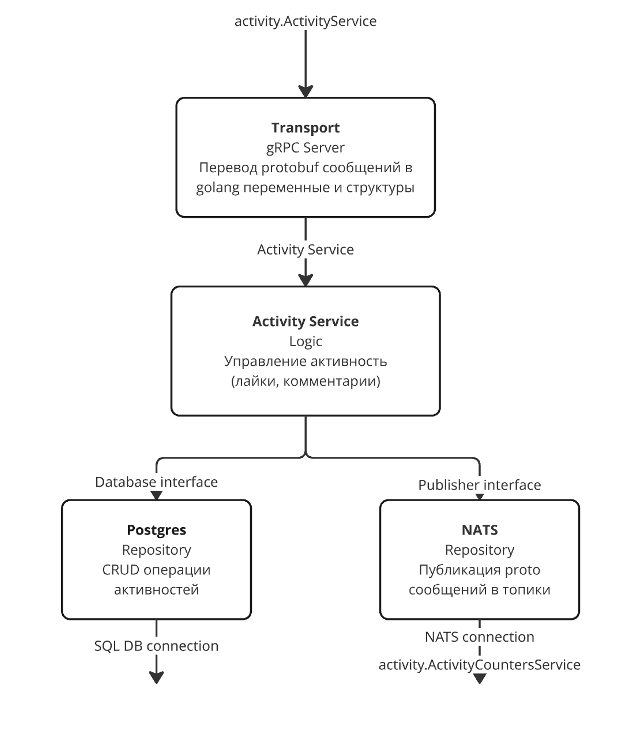 activity.ActivityService
Transport
gRPC Server
Перевод protobuf сообщений в
golang переменные и структуры
Activity Service
Activity Service
Logic
Управление активность
(лайки, комментарии)
Database interface
Publisher interface
Postgres
Repository
CRUD операции
активностей
NATS
Repository
Публикация proto
сообщений в топики
SQL DB connection
NATS connection
activity.ActivityCountersService